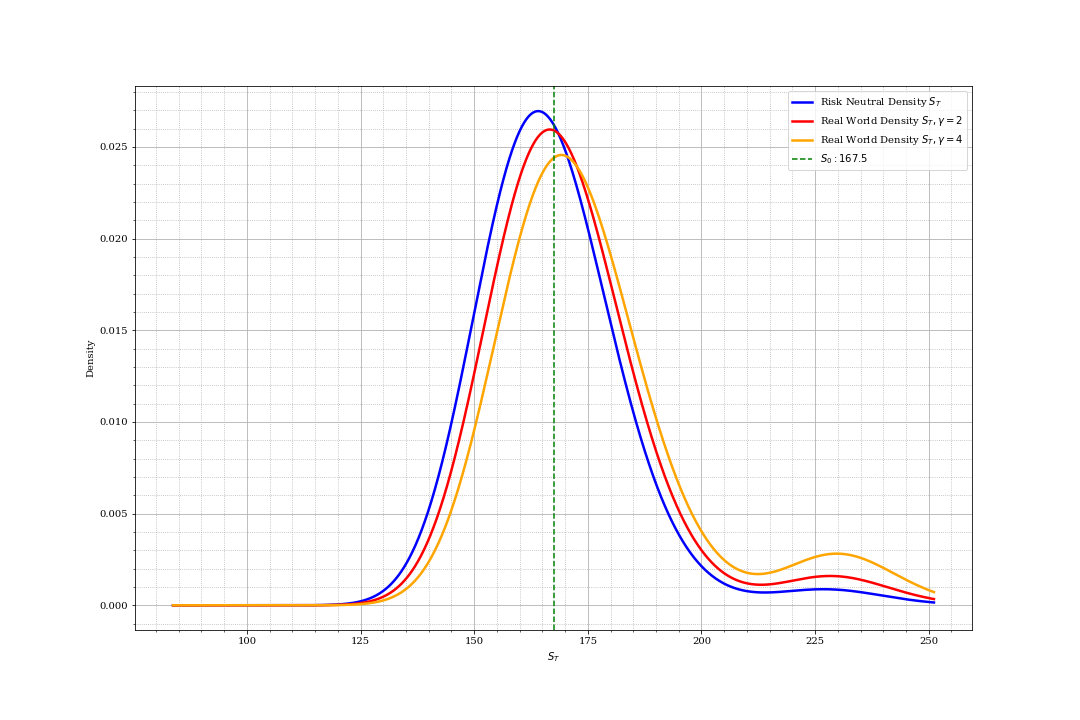 Risk Neutral Density S_T
Real World Density S_T, γ = 2
Real World Density S_T, γ = 4
S_0 : 167.5
0.025
0.020
0.015
0.010
0.005
0.000
Density
100
125
150
175
200
225
250
S_T